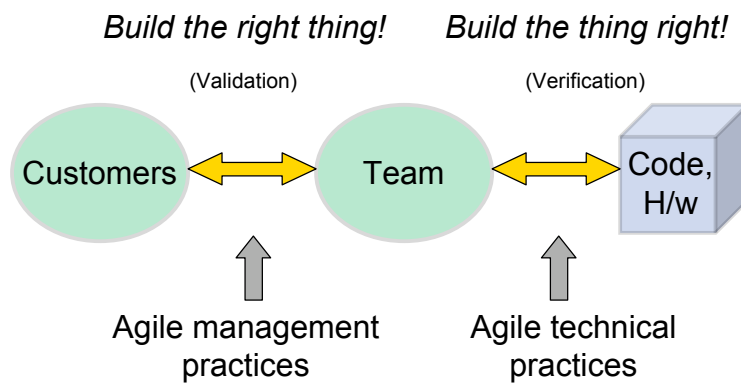 Build the right thing!
Build the thing right!
(Validation)
(Verification)
Customers
Team
Code,
H/w
Agile management
practices
Agile technical
practices